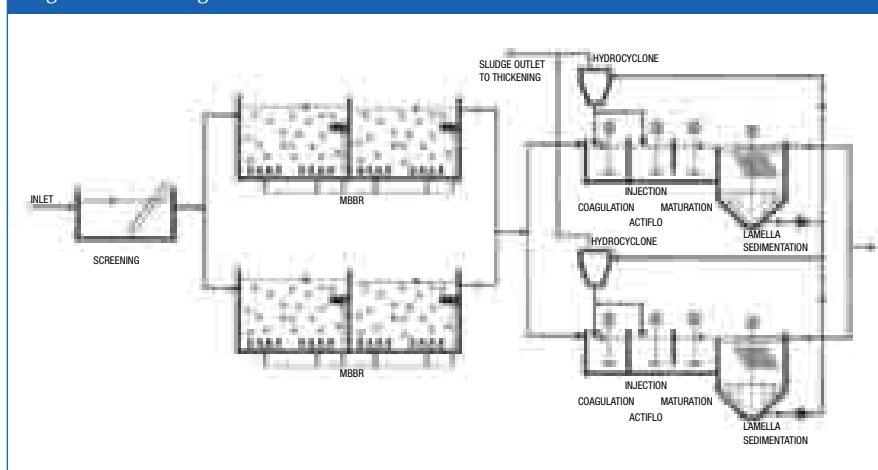 SLUDGE OUTLET
TO THICKENING
HYDROCYCLONE
INLET
SCREENING
MBBR
INJECTION
COAGULATION MATURATION
ACTIFLO
LAMELLA
SEDIMENTATION
HYDROCYCLONE
MBBR
INJECTION
COAGULATION MATURATION
ACTIFLO
LAMELLA
SEDIMENTATION